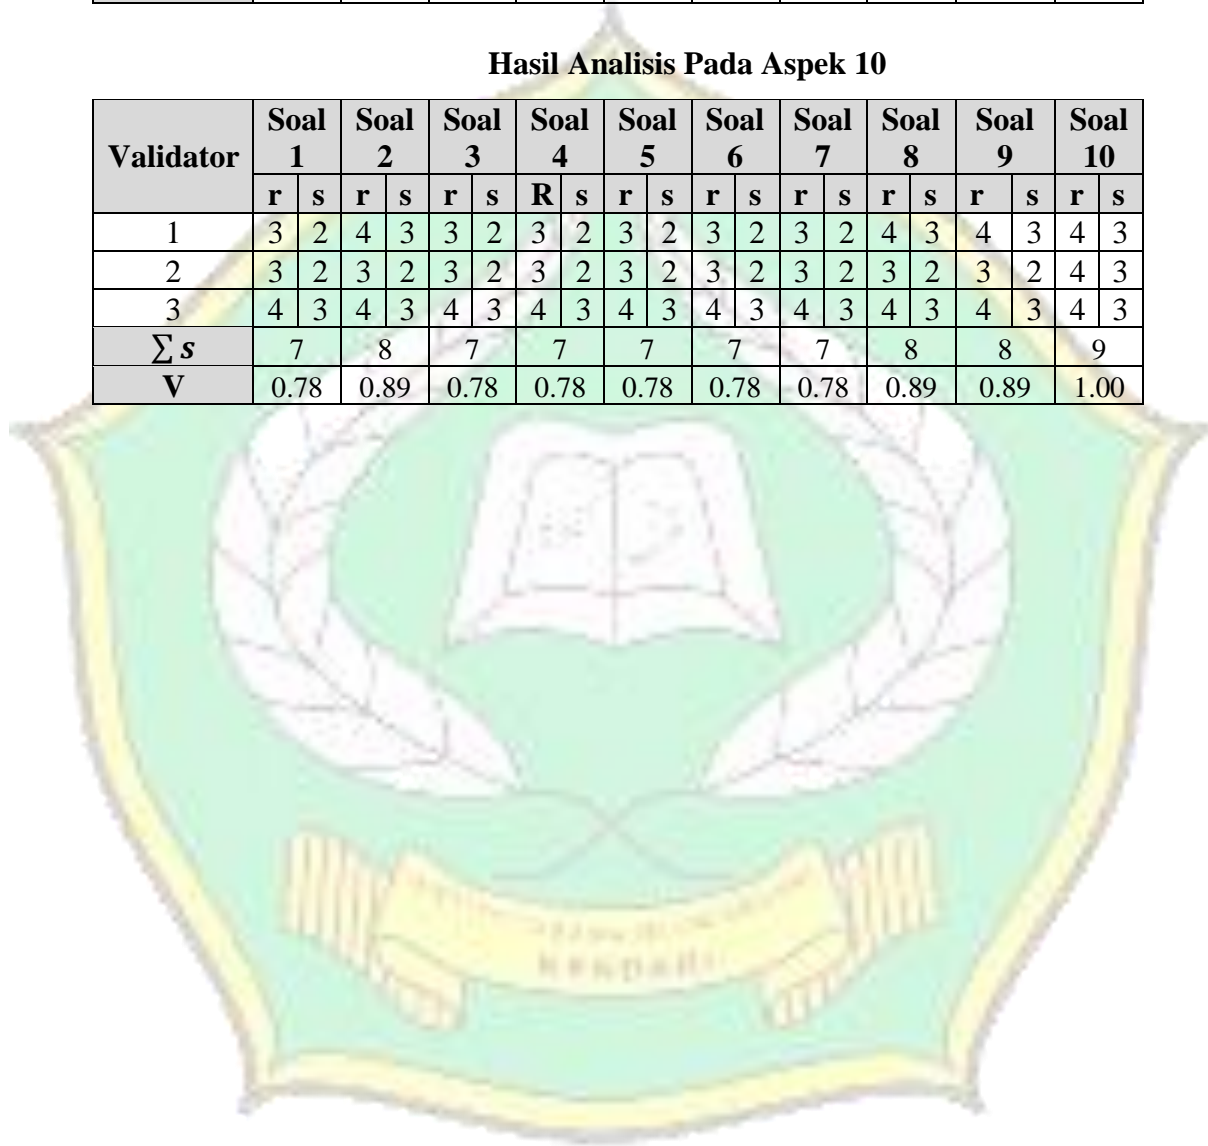 Hasil Analisis Pada Aspek 10
Validator Soal 1 Soal 2 Soal 3 Soal 4 Soal 5 Soal 6 Soal 7 Soal 8 Soal 9 Soal 10
r s r s r s R s r s r s r s r s r s r s
1 3 2 4 3 3 2 3 2 3 2 3 2 3 2 4 3 4 3 4 3
2 3 2 3 2 3 2 3 2 3 2 3 2 3 2 3 2 3 2 4 3
3 4 3 4 3 4 3 4 3 4 3 4 3 4 3 4 3 4 3 4 3
∑ s 7 8 7 7 7 7 7 8 8 9
V 0.78 0.89 0.78 0.78 0.78 0.78 0.78 0.89 0.89 1.00
KENDARI